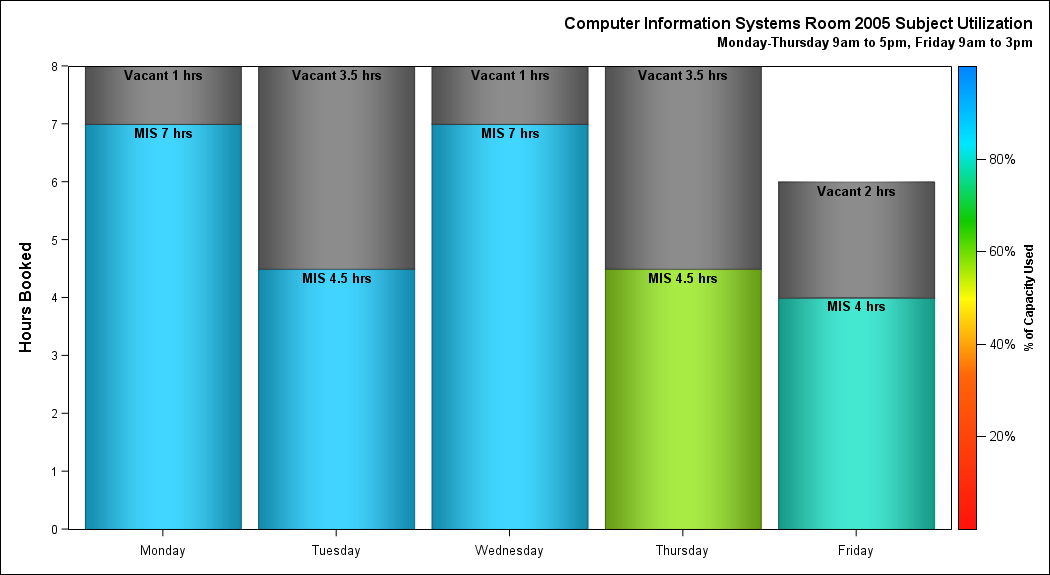 Computer Information Systems Room 2005 Subject Utilization
Monday-Thursday 9am to 5pm, Friday 9am to 3pm
Hours Booked
8
7
6
5
4
3
2
1
0
Vacant 1 hrs
MIS 7 hrs
Vacant 3.5 hrs
MIS 4.5 hrs
Vacant 1 hrs
MIS 7 hrs
Vacant 3.5 hrs
MIS 4.5 hrs
Vacant 2 hrs
MIS 4 hrs
Monday
Tuesday
Wednesday
Thursday
Friday
80%
60%
40%
20%
% of Capacity Used